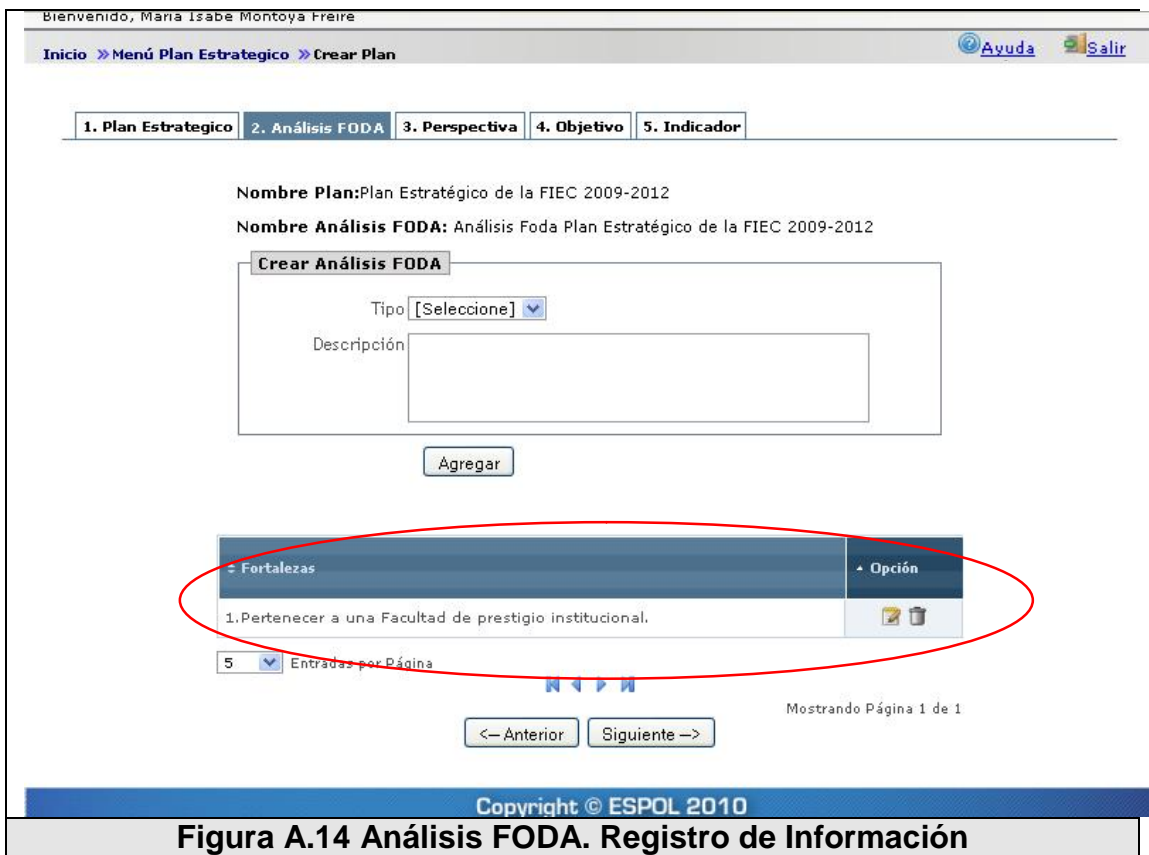 Bienvenido, Maria Isabe Montoya Freire
Inicio » Menú Plan Estrategico » Crear Plan
Ayuda Salir
1. Plan Estrategico 2. Análisis FODA 3. Perspectiva 4. Objetivo 5. Indicador
Nombre Plan:Plan Estratégico de la FIEC 2009-2012
Nombre Análisis FODA: Análisis Foda Plan Estratégico de la FIEC 2009-2012
Crear Análisis FODA
Tipo [Seleccione]
Descripción
Agregar
Fortalezas Opción
1.Pertenecer a una Facultad de prestigio institucional.
5 Entradas por Página
Mostrando Página 1 de 1
<-- Anterior Siguiente -->
Copyright © ESPOL 2010
Figura A.14 Análisis FODA. Registro de Información